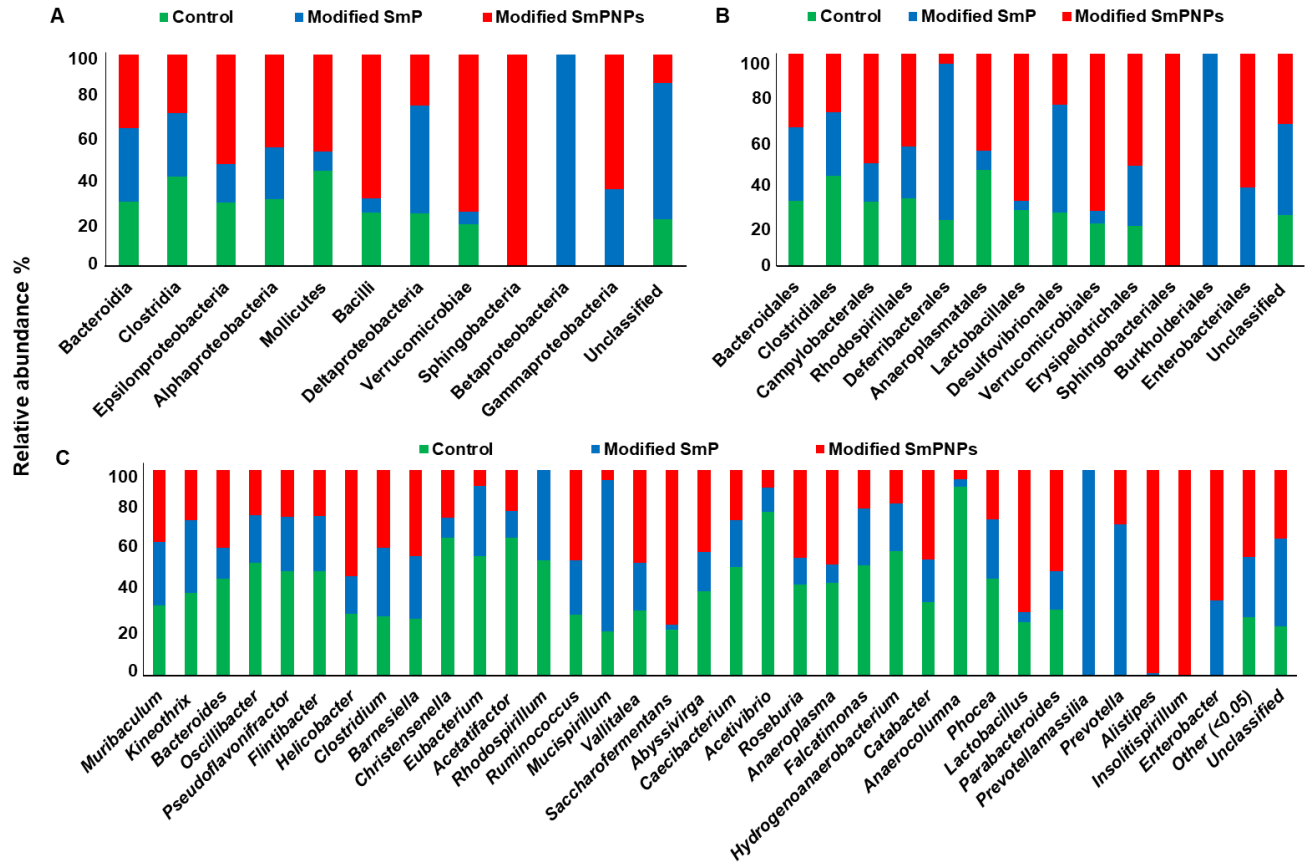 A
Control
Modified SmP
Modified SmPNPs
100
80
60
40
20
0
Bacteroidia
Clostridia
Epsilonproteobacteria
Alphaproteobacteria
Mollicutes
Bacilli
Deltaproteobacteria
Verrucomicrobiae
Sphingobacteria
Betaproteobacteria
Gammaproteobacteria
Unclassified
B
Control
Modified SmP
Modified SmPNPs
100
80
60
40
20
0
Bacteroidales
Clostridiales
Campylobacterales
Rhodospirillales
Deferribacterales
Anaeroplasmatales
Lactobacillales
Desulfovibrionales
Verrucomicrobiales
Erysipelotrichales
Sphingobacteriales
Burkholderiales
Enterobacteriales
Unclassified
Relative abundance %
C
Control
Modified SmP
Modified SmPNPs
100
80
60
40
20
0
Muribaculum
Kineothrix
Bacteroides
Oscillibacter
Pseudoflavonifractor
Flintibacter
Helicobacter
Clostridium
Barnesiella
Christensenella
Eubacterium
Acetatifactor
Rhodospirillum
Ruminococcus
Mucispirillum
Vallitalea
Saccharofermentans
Abyssivirga
Caecibacterium
Acetivibrio
Roseburia
Anaeroplasma
Falcatimonas
Hydrogenoanaerobacterium
Catabacter
Anaerocolumna
Phocea
Lactobacillus
Parabacteroides
Prevotellamassilia
Prevotella
Alistipes
Insolitispirillum
Enterobacter
Other (<0.05)
Unclassified